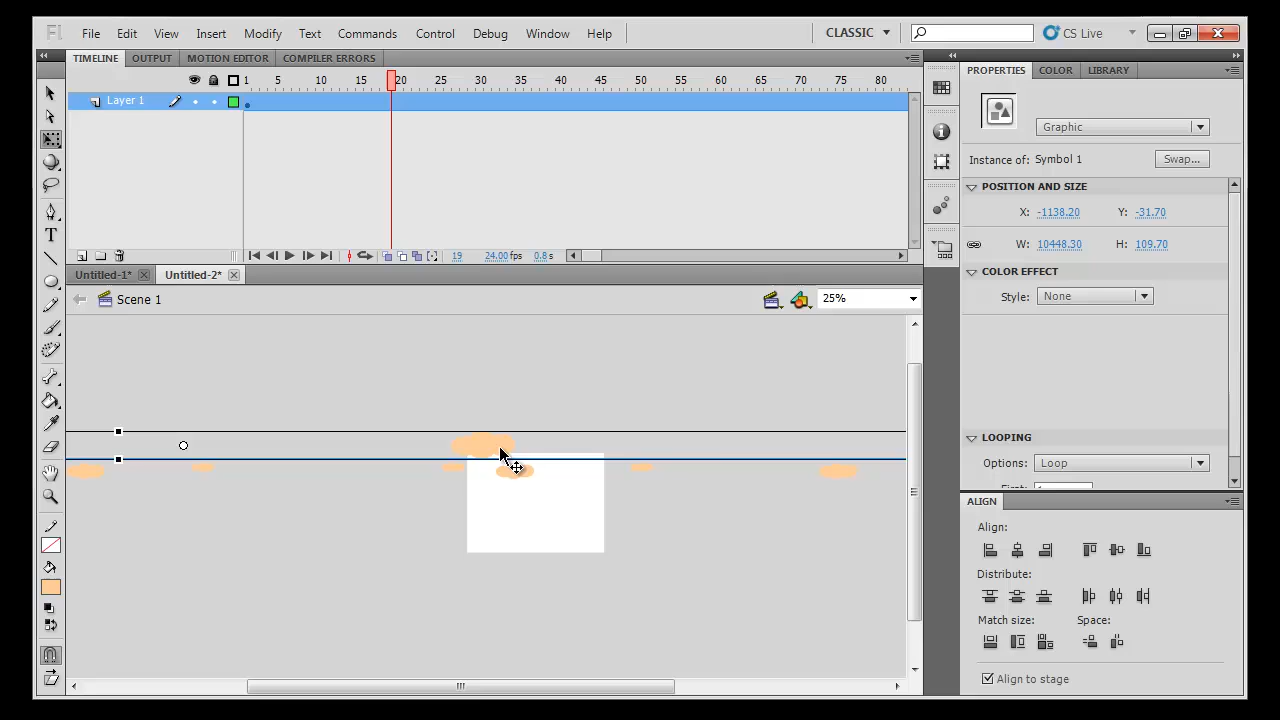 Fl File Edit View Insert Modify Text Commands Control Debug Window Help CLASSIC CS Live
TIMELINE OUTPUT MOTION EDITOR COMPILER ERRORS
1 5 10 15 20 25 30 35 40 45 50 55 60 65 70 75 80
Layer 1
19 24.00 fps 0.8 s
Untitled-1* Untitled-2*
Scene 1 25%
PROPERTIES COLOR LIBRARY
Graphic
Instance of: Symbol 1 Swap...
POSITION AND SIZE
X: -1138.20 Y: -31.70
W: 10448.30 H: 109.70
COLOR EFFECT
Style: None
LOOPING
Options: Loop
ALIGN
Align:
Distribute:
Match size: Space:
Align to stage